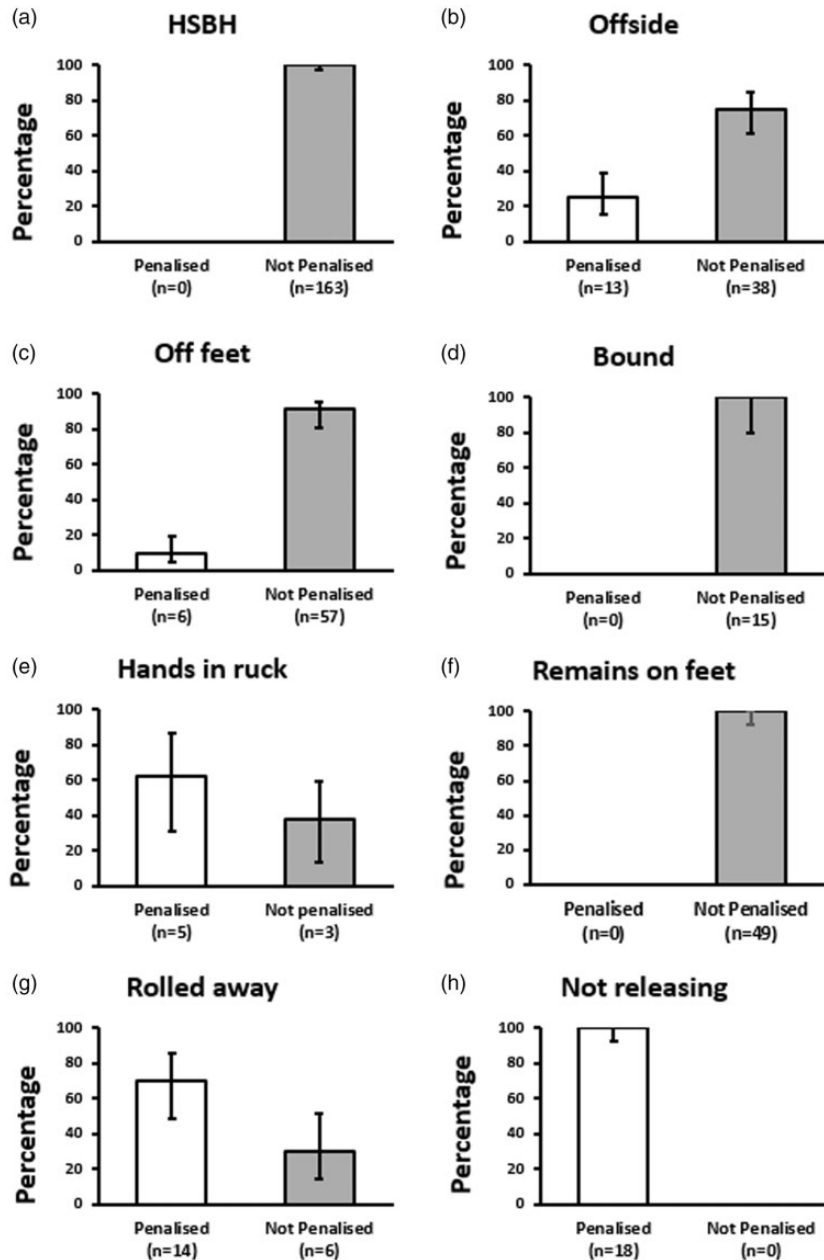 (a)
HSBH
Percentage
100
80
60
40
20
0
Penalised
(n=0)
Not Penalised
(n=163)
(b)
Offside
Percentage
100
80
60
40
20
0
Penalised
(n=13)
Not Penalised
(n=38)
(c)
Off feet
Percentage
100
80
60
40
20
0
Penalised
(n=6)
Not Penalised
(n=57)
(d)
Bound
Percentage
100
80
60
40
20
0
Penalised
(n=0)
Not Penalised
(n=15)
(e)
Hands in ruck
Percentage
100
80
60
40
20
0
Penalised
(n=5)
Not penalised
(n=3)
(f)
Remains on feet
Percentage
100
80
60
40
20
0
Penalised
(n=0)
Not Penalised
(n=49)
(g)
Rolled away
Percentage
100
80
60
40
20
0
Penalised
(n=14)
Not Penalised
(n=6)
(h)
Not releasing
Percentage
100
80
60
40
20
0
Penalised
(n=18)
Not Penalised
(n=0)